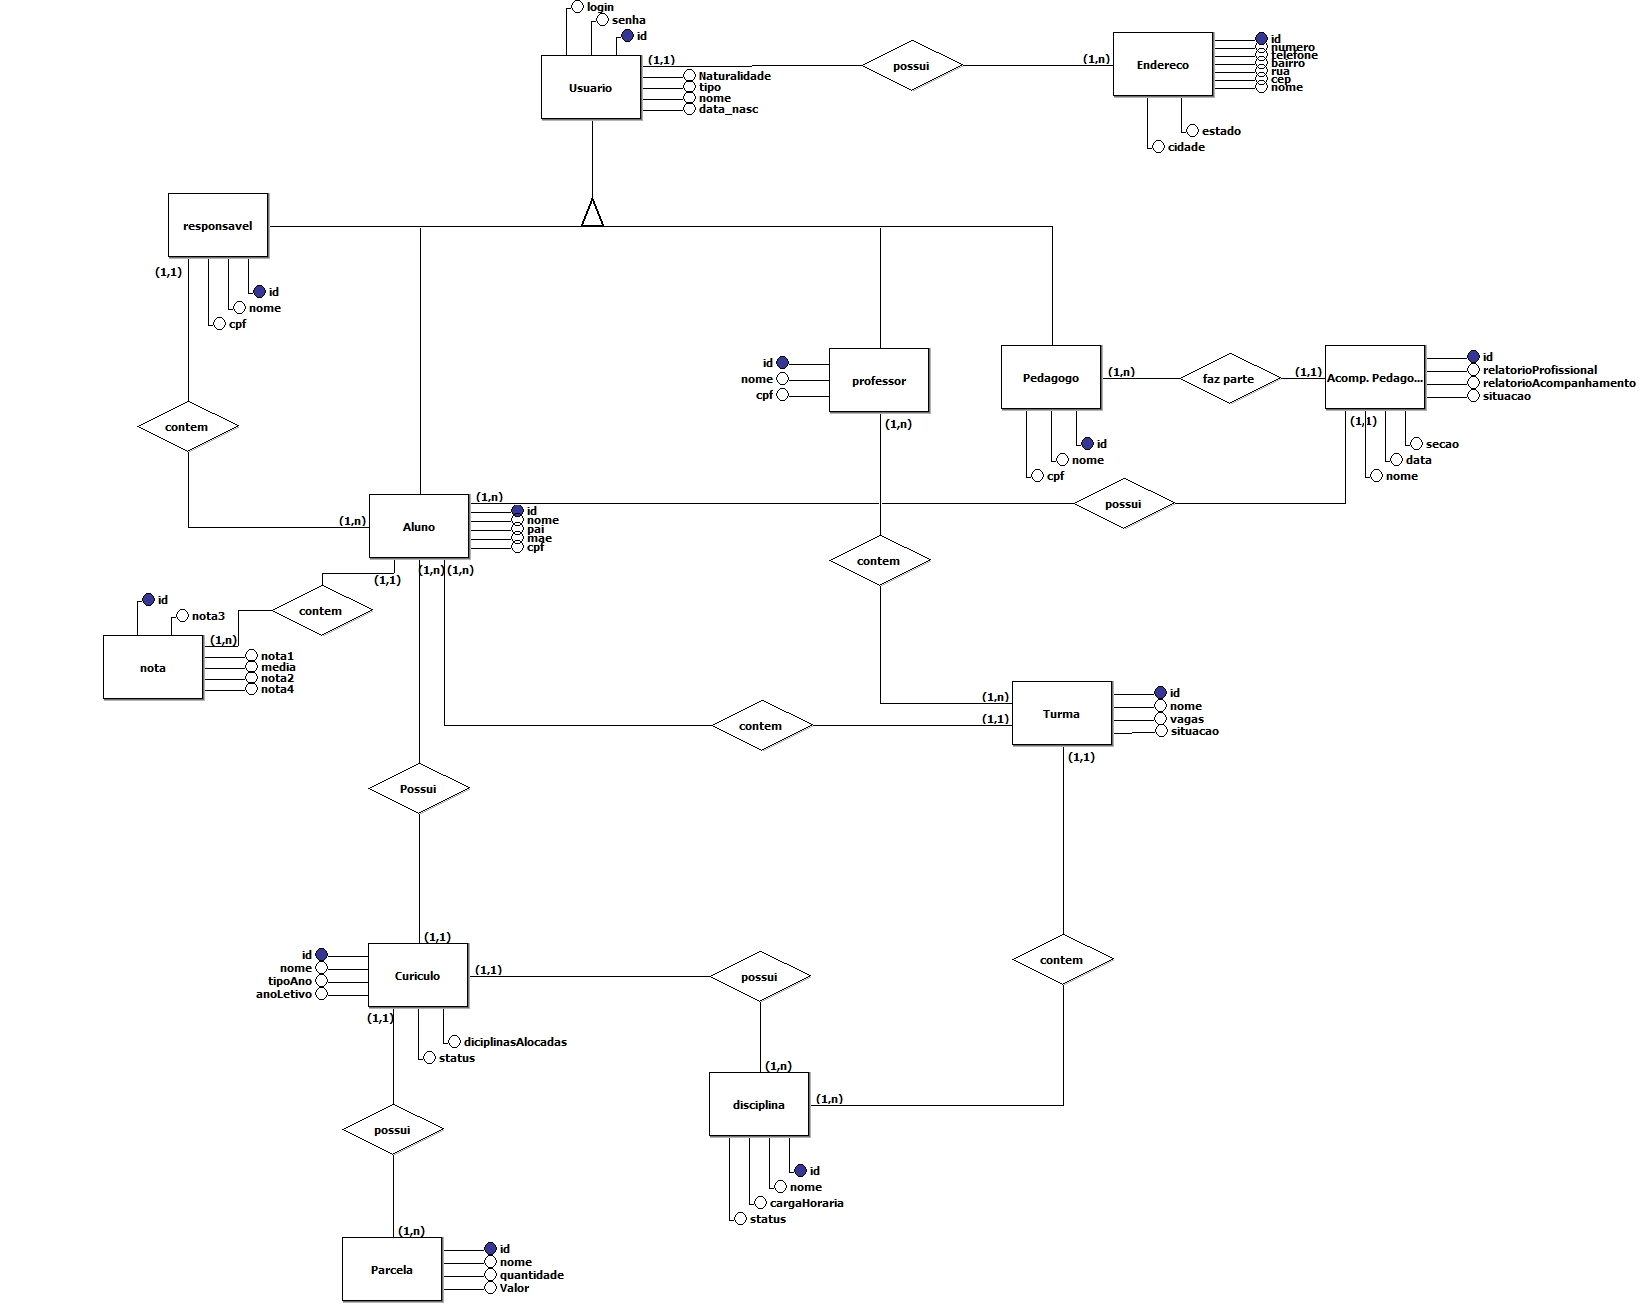 login
senha
id
(1,1)
Naturalidade
tipo
nome
data_nasc
Usuario
possui
(1,n)
Endereco
id
numero
telefone
bairro
rua
cep
nome
estado
cidade
responsavel
(1,1)
id
nome
cpf
contem
id
nome
cpf
professor
(1,n)
Pedagogo
(1,n)
id
nome
cpf
faz parte
(1,1)
Acomp. Pedago...
id
relatorioProfissional
relatorioAcompanhamento
situacao
(1,1)
secao
data
nome
possui
(1,n)
(1,n)
Aluno
id
nome
pai
mae
cpf
(1,1)
(1,n)
(1,n)
contem
contem
id
nota3
(1,n)
nota
nota1
media
nota2
nota4
(1,n)
(1,1)
Turma
id
nome
vagas
situacao
(1,1)
contem
Possui
(1,1)
id
nome
tipoAno
anoLetivo
Curiculo
(1,1)
possui
contem
(1,1)
diciplinasAlocadas
status
(1,n)
disciplina
(1,n)
possui
id
nome
cargaHoraria
status
(1,n)
Parcela
id
nome
quantidade
Valor